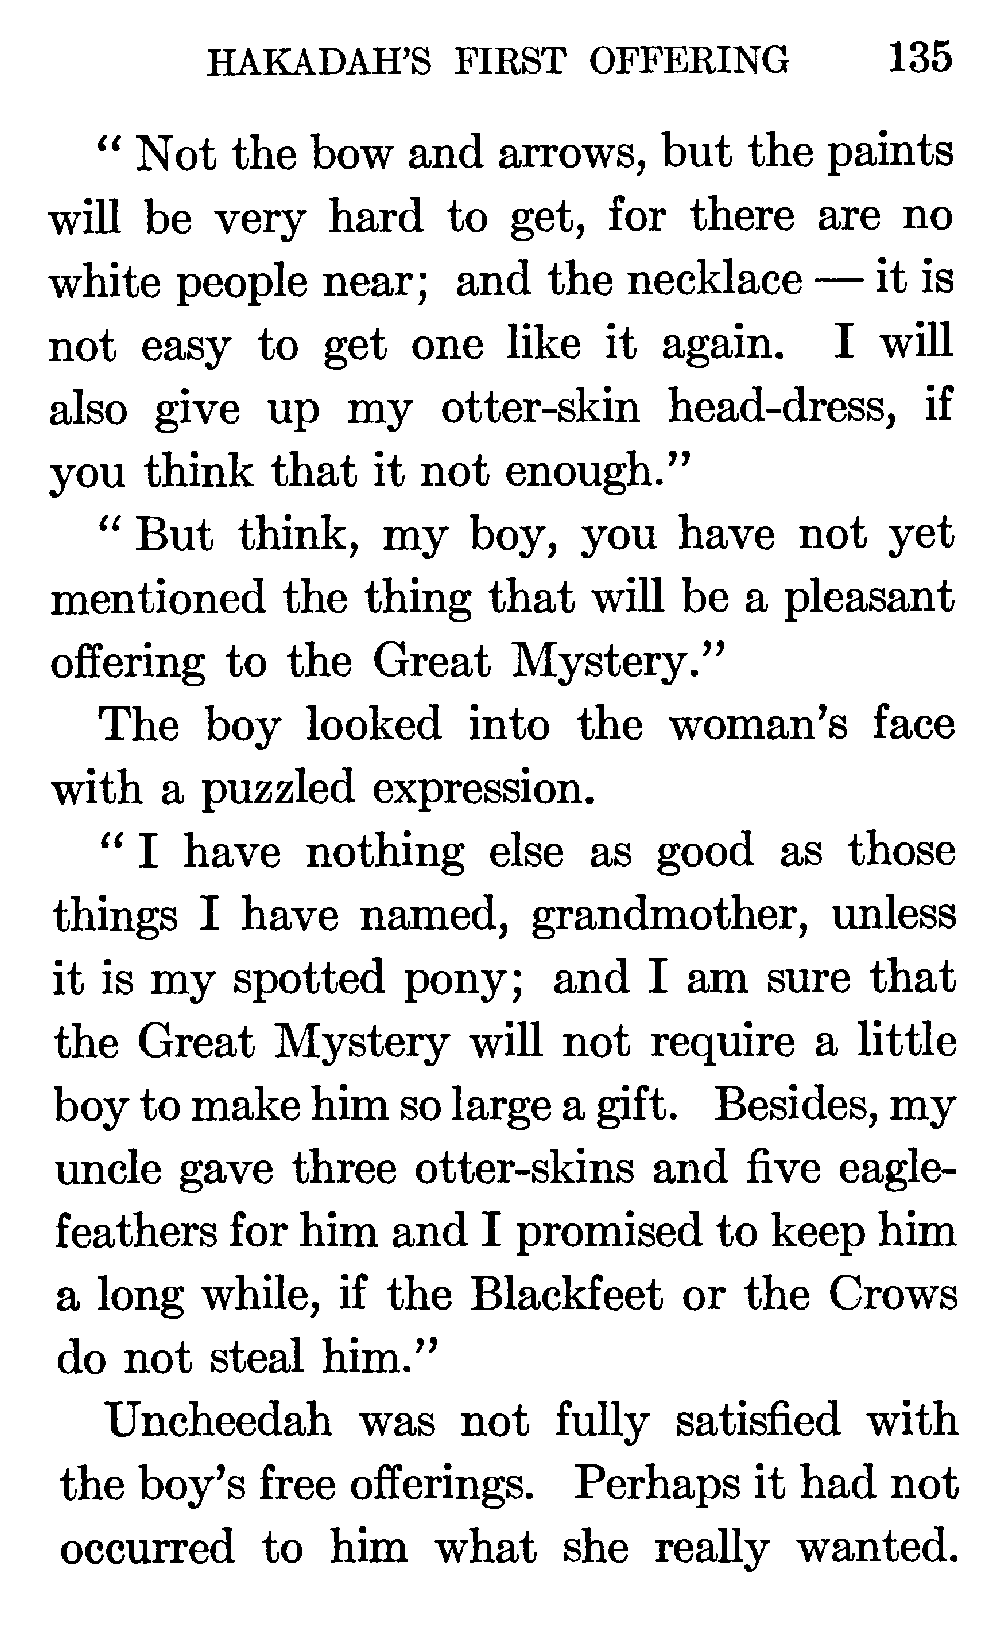 HAKADAH'S FIRST OFFERING 135
“ Not the bow and arrows, but the paints
will be very hard to get, for there are no
white people near; and the necklace — it is
not easy to get one like it again. I will
also give up my otter-skin head-dress, if
you think that it not enough.”
“ But think, my boy, you have not yet
mentioned the thing that will be a pleasant
offering to the Great Mystery.”
The boy looked into the woman's face
with a puzzled expression.
“ I have nothing else as good as those
things I have named, grandmother, unless
it is my spotted pony; and I am sure that
the Great Mystery will not require a little
boy to make him so large a gift. Besides, my
uncle gave three otter-skins and five eagle-
feathers for him and I promised to keep him
a long while, if the Blackfeet or the Crows
do not steal him.”
Uncheedah was not fully satisfied with
the boy's free offerings. Perhaps it had not
occurred to him what she really wanted.